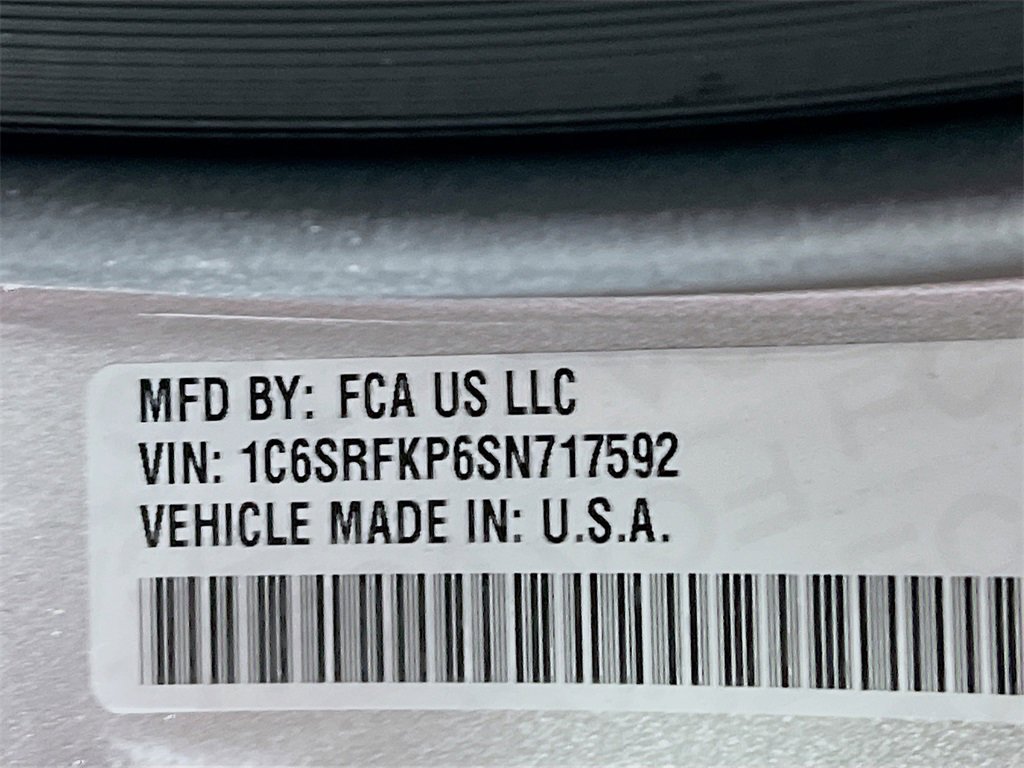 MFD BY: FCA US LLC
VIN: 1C6SRFKP6SN717592
VEHICLE MADE IN: U.S.A.